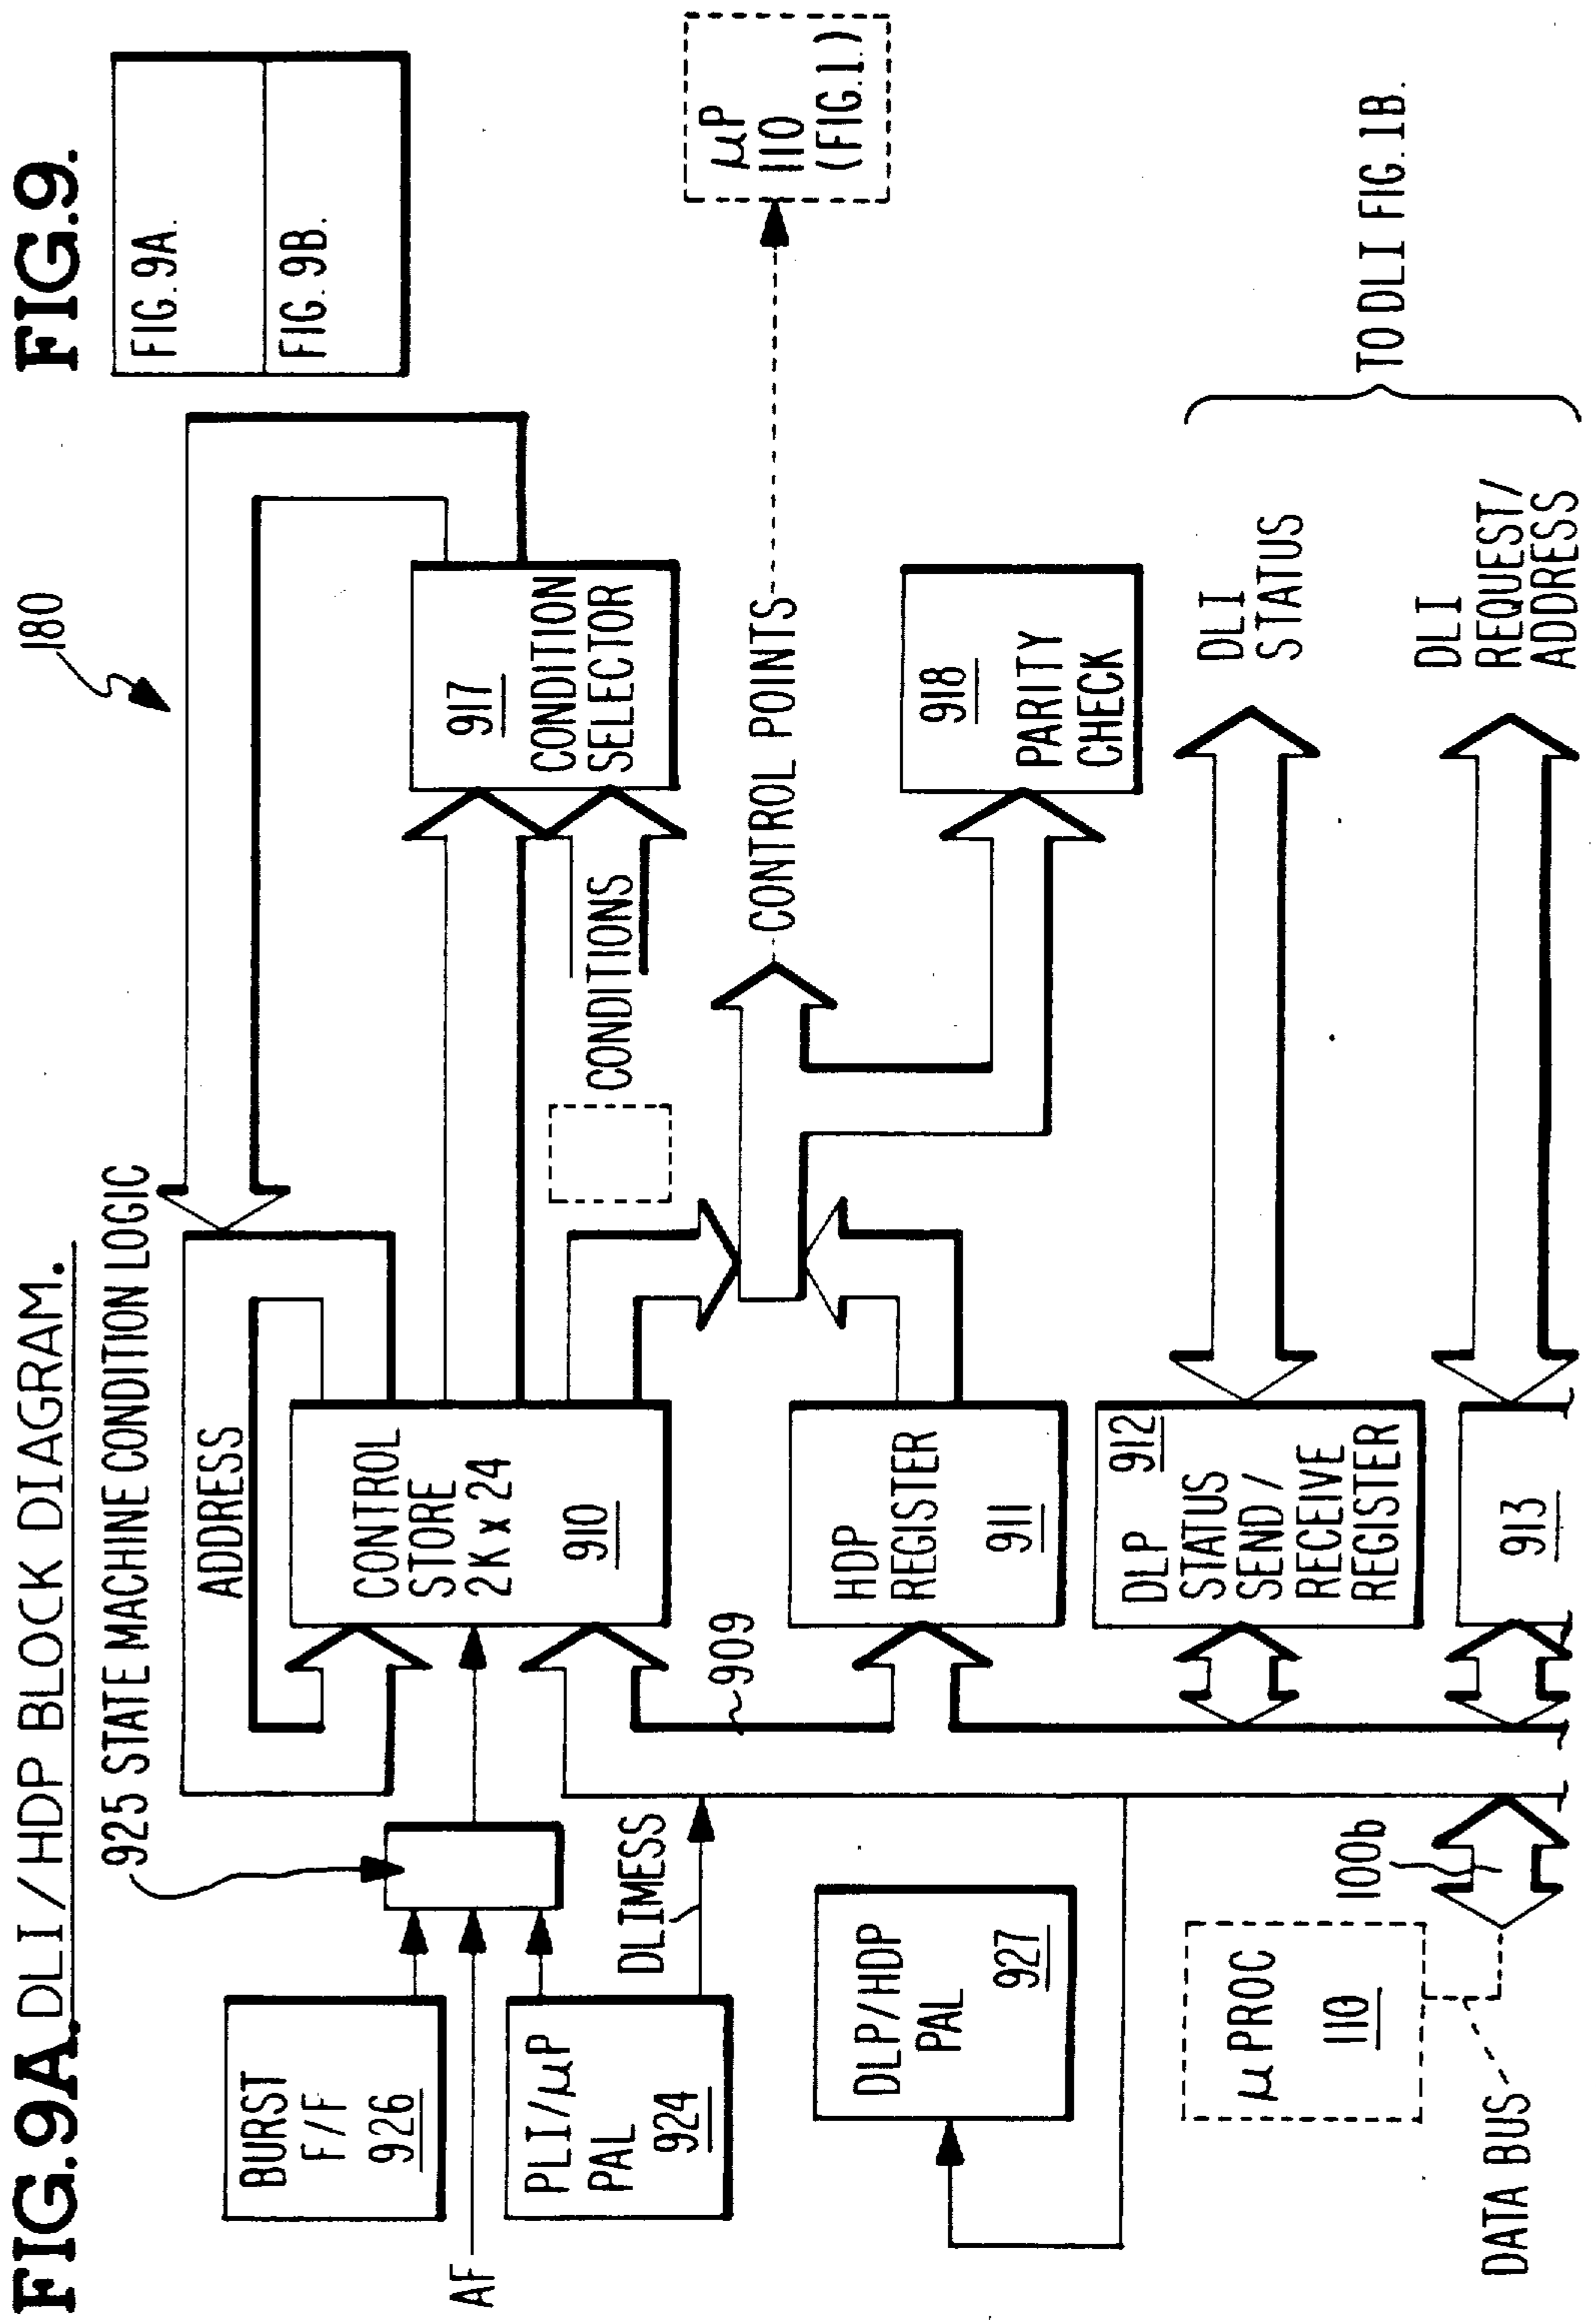 FIG.9A. DLI/HDP BLOCK DIAGRAM.
FIG.9.
FIG.9A.
FIG.9B.
925 STATE MACHINE CONDITION LOGIC
180
ADDRESS
BURST
F/F
926
AF
PLI/μP
PAL
924
DLIMESS
CONTROL
STORE
2K x 24
910
917
CONDITION
SELECTOR
CONDITIONS
CONTROL POINTS
μP
110
(FIG.1.)
909
HDP
REGISTER
911
918
PARITY
CHECK
DLP/HDP
PAL
927
912
DLP
STATUS
SEND/
RECEIVE
REGISTER
DLI
STATUS
TO DLI FIG.1B.
μPROC
110
100b
DATA BUS
913
DLI
REQUEST/
ADDRESS